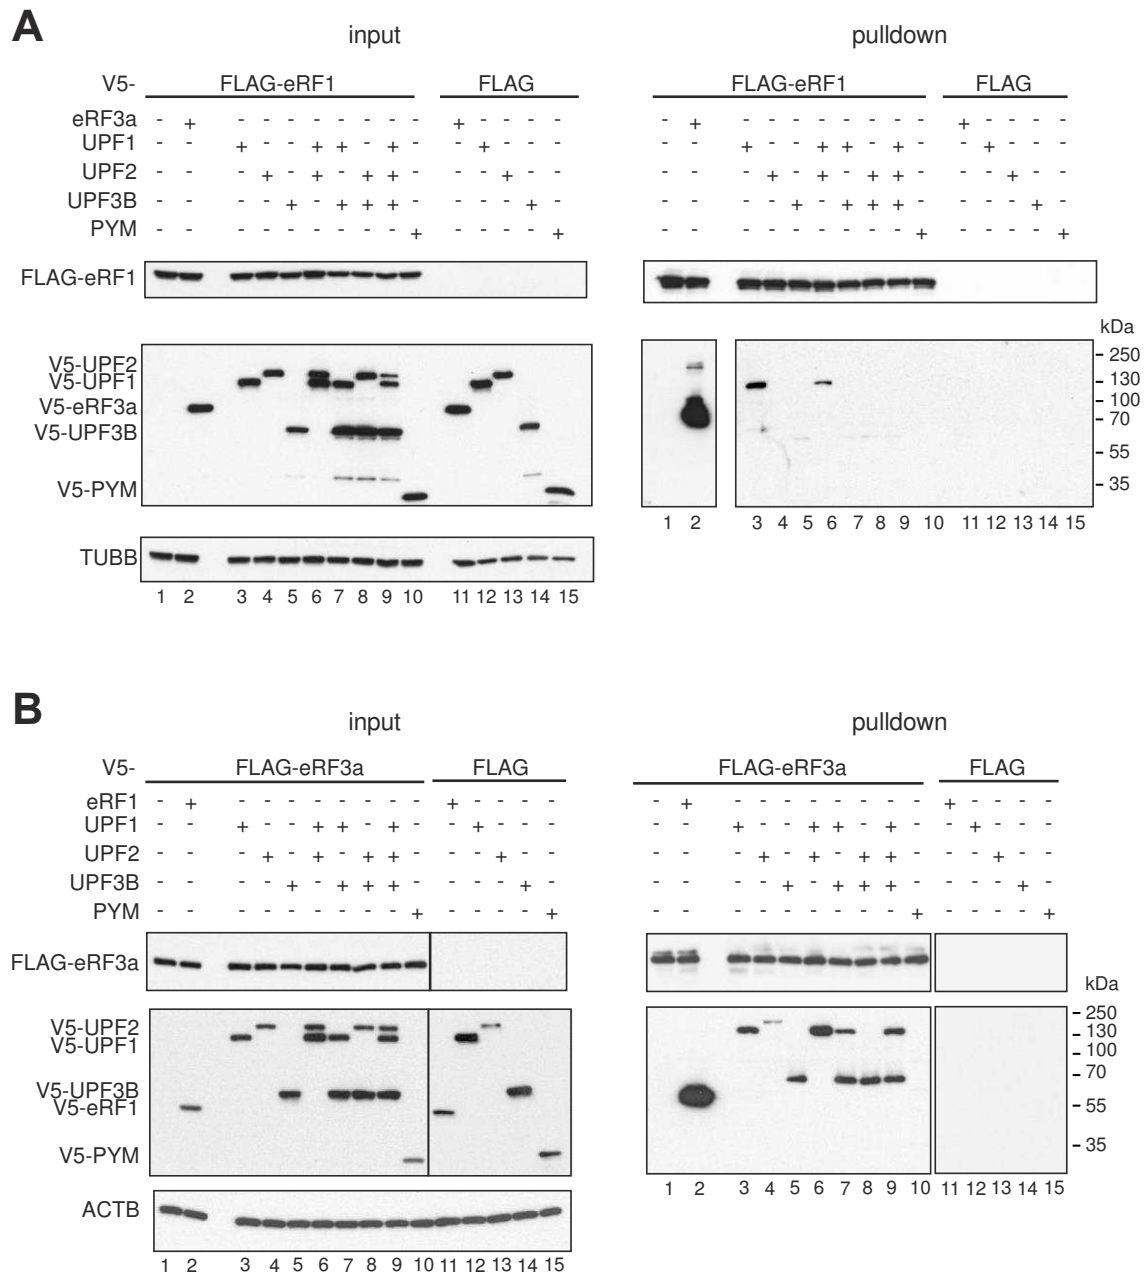 A
input pulldown
V5- FLAG-eRF1 FLAG FLAG-eRF1 FLAG
eRF3a - + - - - - - - - - + - - - - - + - - - - - - - - + - - - -
UPF1 - - + - - - + + - + - - + - - - - - + - - - + + - + - - + - - -
UPF2 - - - + - - + - + + - - - + - - - - - + - - + - + + - - - + - -
UPF3B - - - - + - + + + - - - - + - - - - - + - + + + - - - - + -
PYM - - - - - - - - - + - - - - + - - - - - - - - - + - - - - +
FLAG-eRF1
kDa
V5-UPF2
V5-UPF1
V5-eRF3a
V5-UPF3B
V5-PYM
- 250
- 130
- 100
- 70
- 55
- 35
1 2 3 4 5 6 7 8 9 10 11 12 13 14 15
TUBB
1 2 3 4 5 6 7 8 9 10 11 12 13 14 15
B
input pulldown
V5- FLAG-eRF3a FLAG FLAG-eRF3a FLAG
eRF1 - + - - - - - - - - + - - - - - + - - - - - - - - + - - - -
UPF1 - - + - - + + - + - - + - - - - - + - - + + - + - - + - - -
UPF2 - - - + - + - + + - - - + - - - - - + - + - + + - - - + - -
UPF3B - - - - + - + + + - - - - + - - - - - + - + + + - - - - + -
PYM - - - - - - - - - + - - - - + - - - - - - - - - + - - - - +
FLAG-eRF3a
kDa
V5-UPF2
V5-UPF1
V5-UPF3B
V5-eRF1
V5-PYM
- 250
- 130
- 100
- 70
- 55
- 35
1 2 3 4 5 6 7 8 9 10 11 12 13 14 15
ACTB
1 2 3 4 5 6 7 8 9 10 11 12 13 14 15